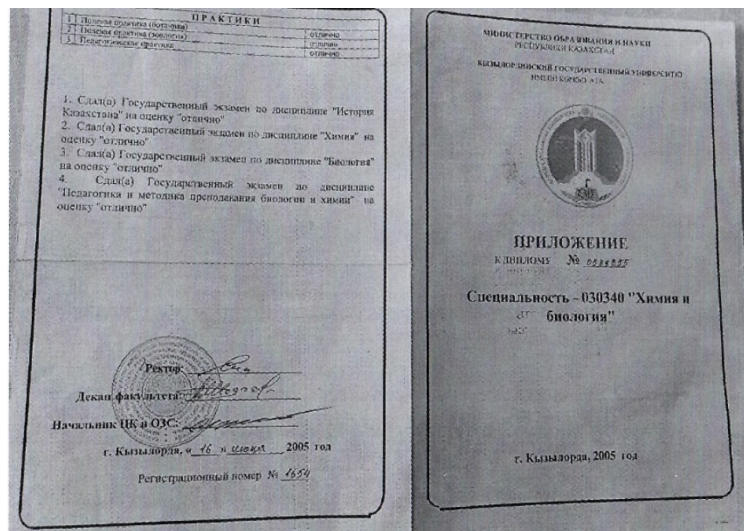 ПРАКТИКИ
1 Полевая практика (ботаника) отлично
2 Полевая практика (зоология) отлично
3 Педагогическая практика отлично
1. Сдал(а) Государственный экзамен по дисциплине "История
Казахстана" на оценку "отлично"
2. Сдал(а) Государственный экзамен по дисциплине "Химия" на
оценку "отлично"
3. Сдал(а) Государственный экзамен по дисциплине "Биология"
на оценку "отлично"
4. Сдал(а) Государственный экзамен по дисциплине
"Педагогика и методика преподавания биологии и химии" на
оценку "отлично"
Ректор:
Декан факультета:
Начальник ЦК и ОЗС:
г. Кызылорда, « 16 » июня 2005 год
Регистрационный номер № 1654
МИНИСТЕРСТВО ОБРАЗОВАНИЯ И НАУКИ
РЕСПУБЛИКИ КАЗАХСТАН
КЫЗЫЛОРДИНСКИЙ ГОСУДАРСТВЕННЫЙ УНИВЕРСИТЕТ
ИМЕНИ КОРКЫТ АТА
ПРИЛОЖЕНИЕ
К ДИПЛОМУ №
Специальность - 030340 "Химия и
биология"
г. Кызылорда, 2005 год